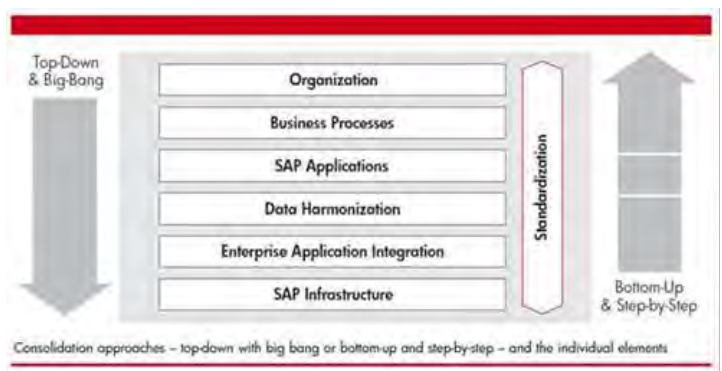 Top-Down
& Big-Bang
Organization
Business Processes
SAP Applications
Data Harmonization
Enterprise Application Integration
SAP Infrastructure
Standardization
Bottom-Up
& Step-by-Step
Consolidation approaches – top-down with big bang or bottom-up and step-by-step – and the individual elements